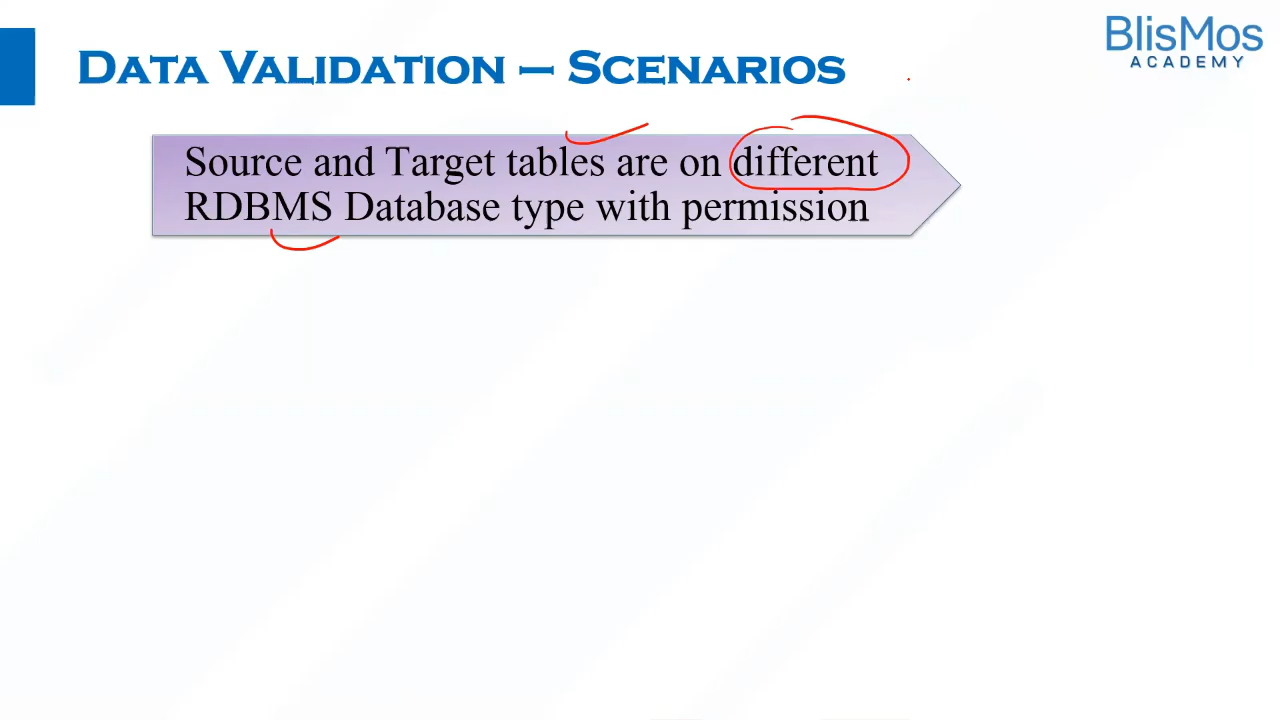 BlisMos
ACADEMY
DATA VALIDATION – SCENARIOS
Source and Target tables are on different
RDBMS Database type with permission